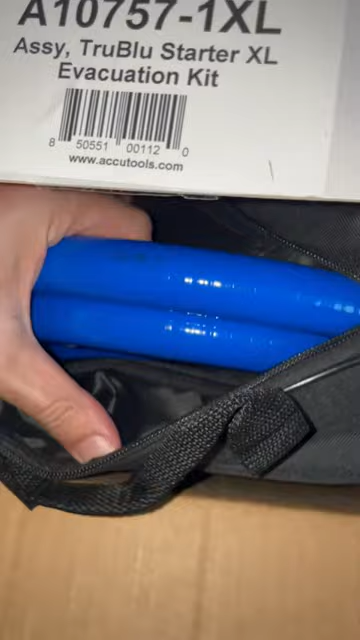 A10757-1XL
Assy, TruBlu Starter XL
Evacuation Kit
8 50551 00112 0
www.accutools.com